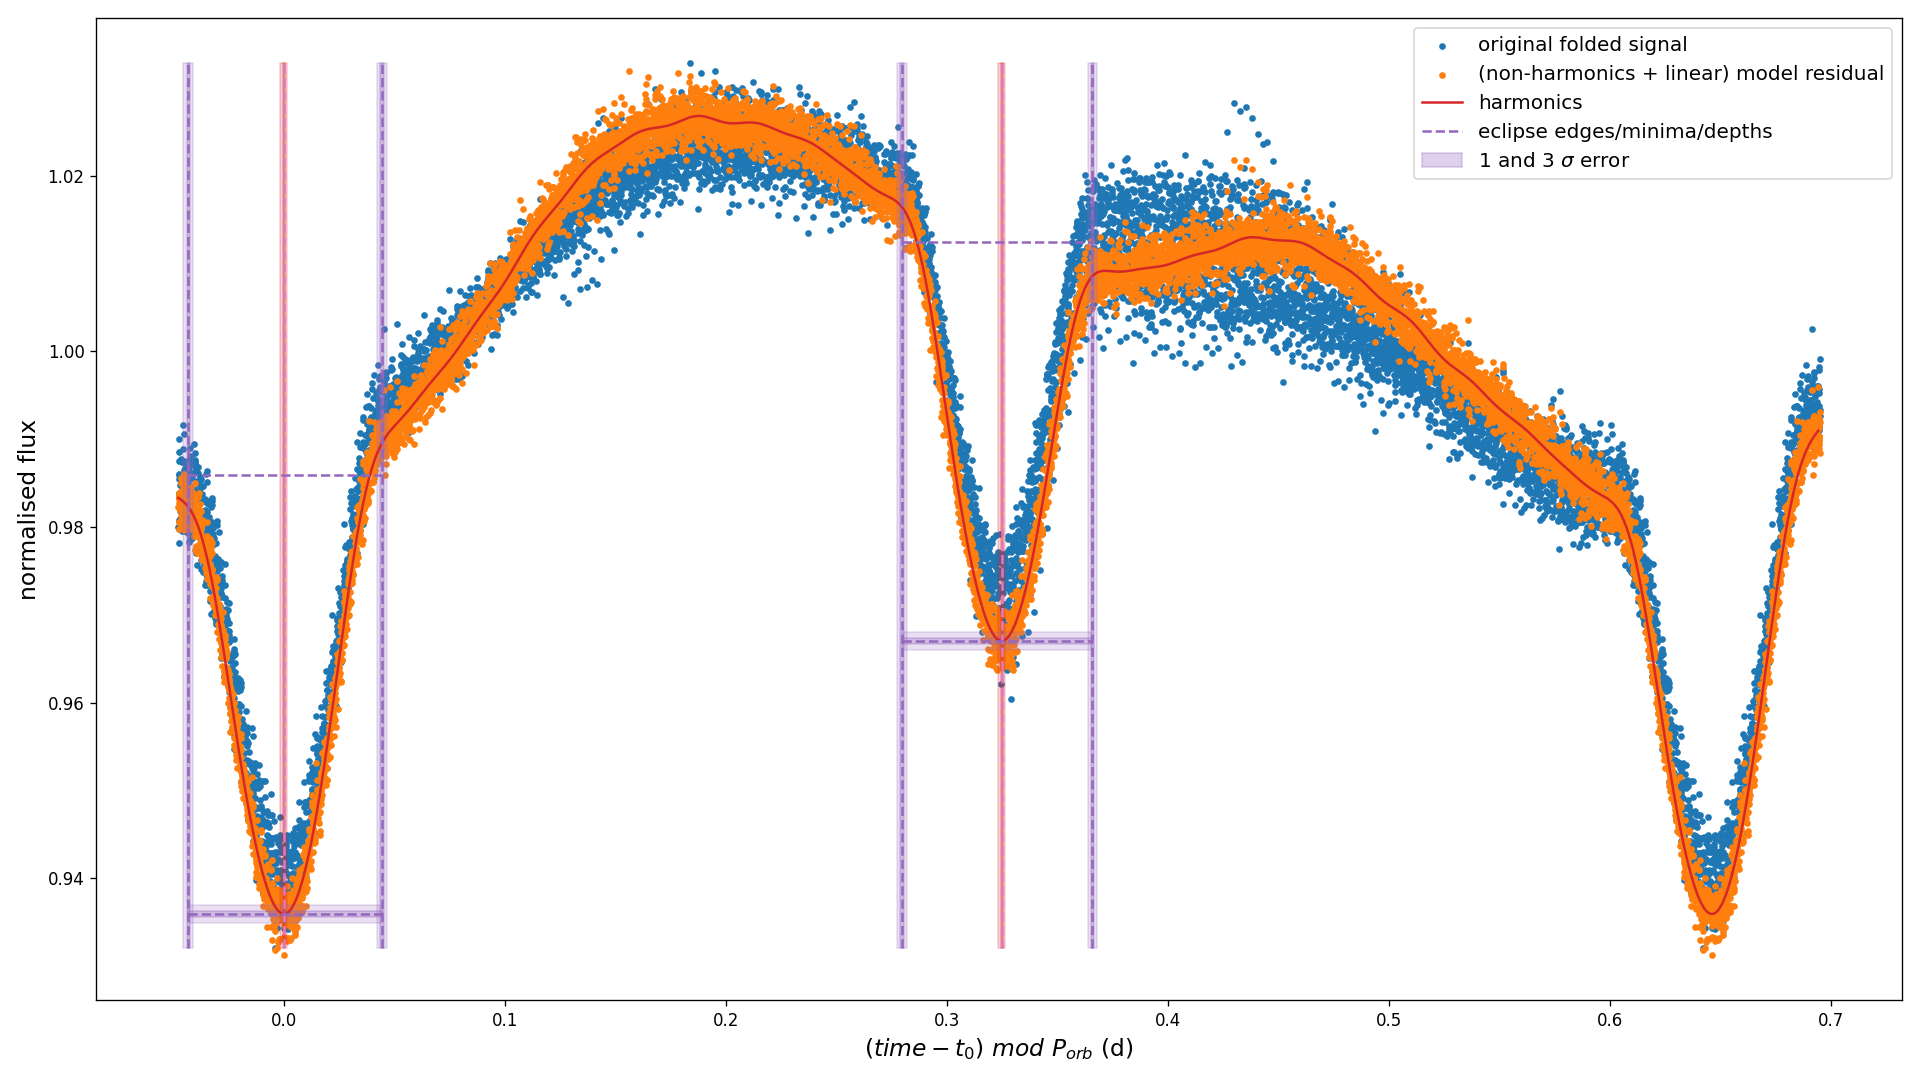 original folded signal
(non-harmonics + linear) model residual
harmonics
eclipse edges/minima/depths
1 and 3 σ error
normalised flux
1.02
1.00
0.98
0.96
0.94
0.0 0.1 0.2 0.3 0.4 0.5 0.6 0.7
(time − t₀) mod Pₒᵣb (d)